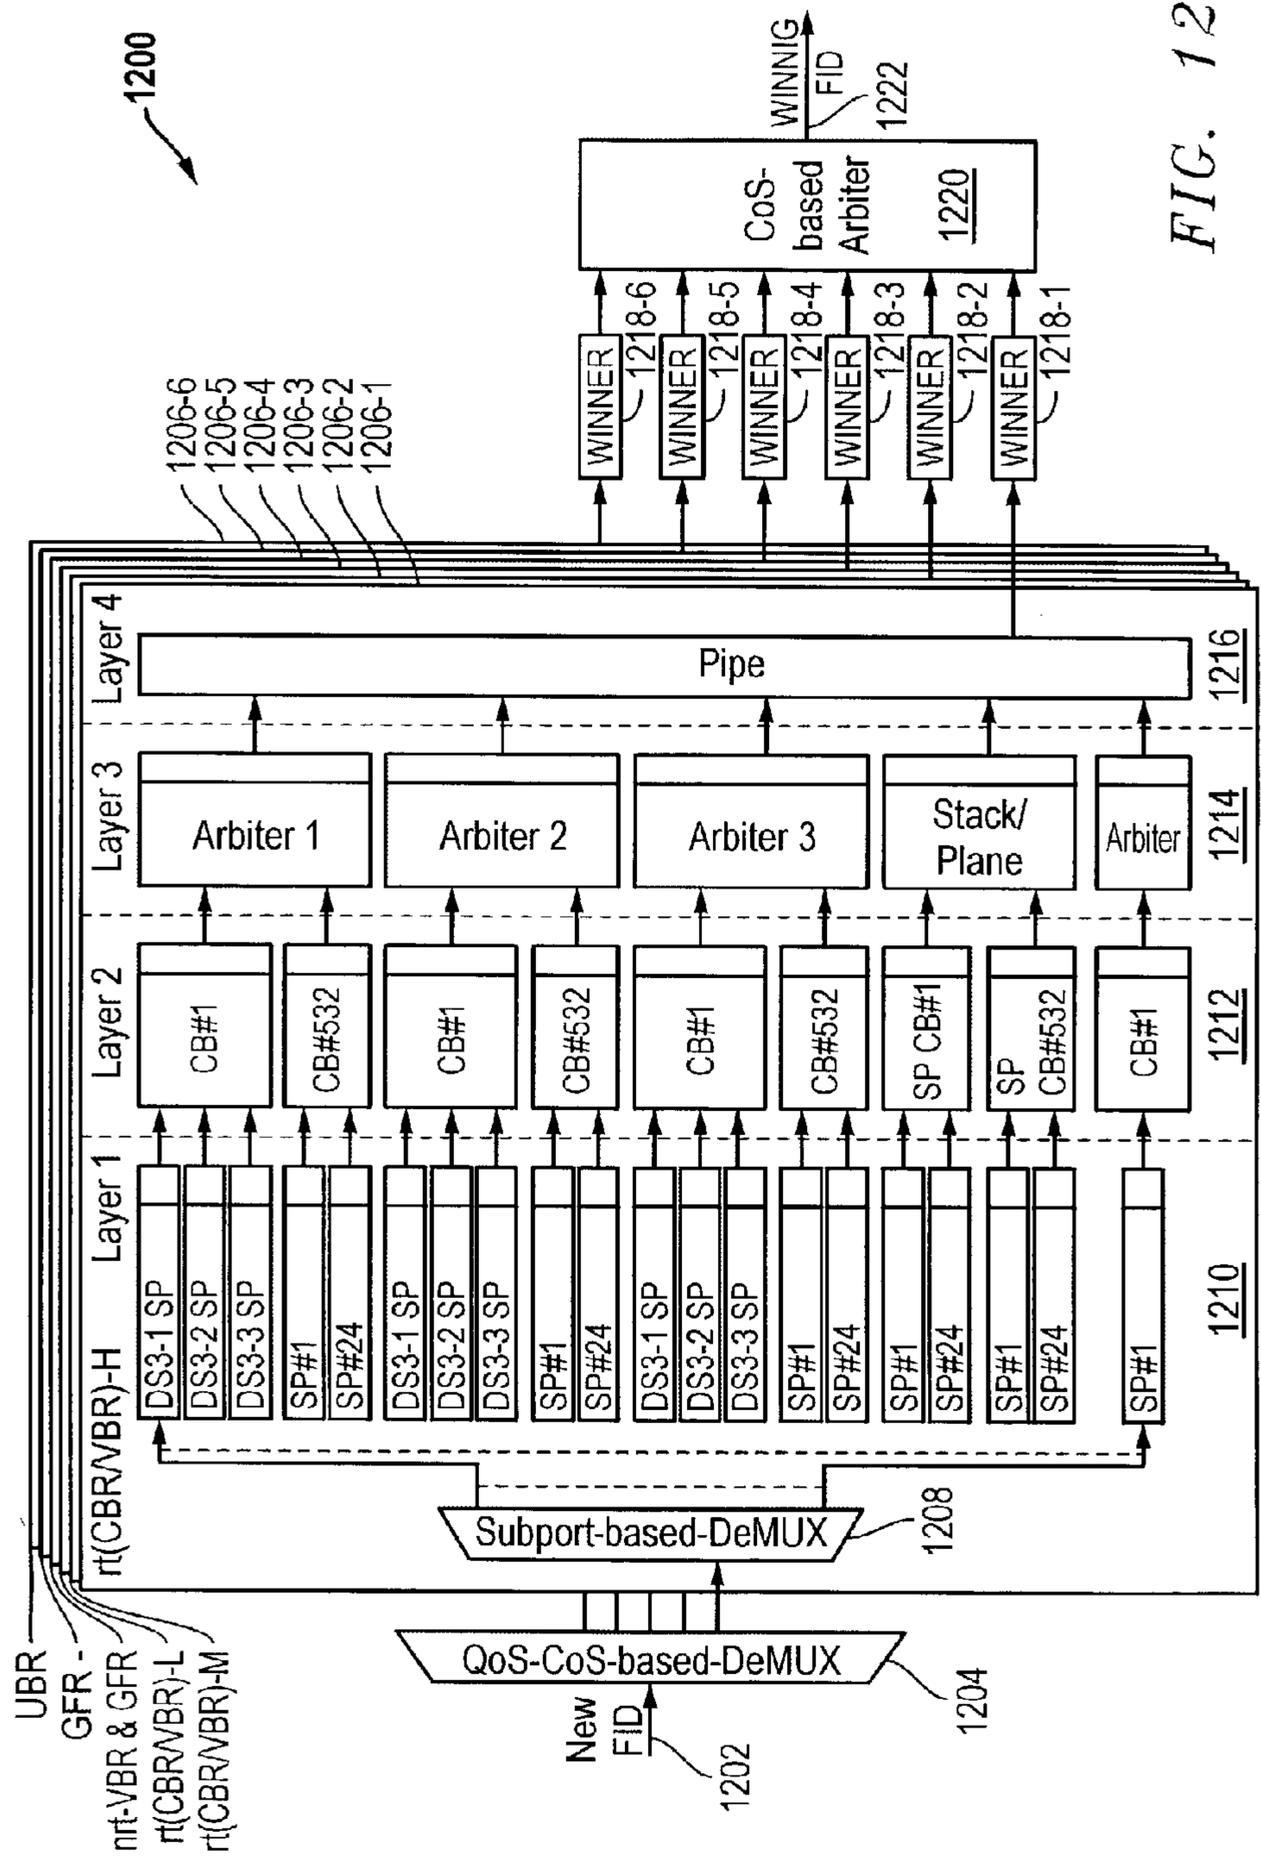 1200
UBR
GFR -
nrt-VBR & GFR
rt(CBR/VBR)-L
rt(CBR/VBR)-M
1206-6
1206-5
1206-4
1206-3
1206-2
1206-1
rt(CBR/VBR)-H
Layer 1
Layer 2
Layer 3
Layer 4
New
FID
1202
QoS-CoS-based-DeMUX
1204
Subport-based-DeMUX
1208
DS3-1 SP
DS3-2 SP
DS3-3 SP
SP#1
SP#24
DS3-1 SP
DS3-2 SP
DS3-3 SP
SP#1
SP#24
DS3-1 SP
DS3-2 SP
DS3-3 SP
SP#1
SP#24
SP#1
SP#24
SP#1
SP#24
SP#1
1210
CB#1
CB#532
CB#1
CB#532
CB#1
CB#532
SP CB#1
SP
CB#532
CB#1
1212
Arbiter 1
Arbiter 2
Arbiter 3
Stack/
Plane
Arbiter
1214
Pipe
1216
WINNER
1218-6
WINNER
1218-5
WINNER
1218-4
WINNER
1218-3
WINNER
1218-2
WINNER
1218-1
CoS-
based
Arbiter
1220
WINNIG
FID
1222
FIG. 12